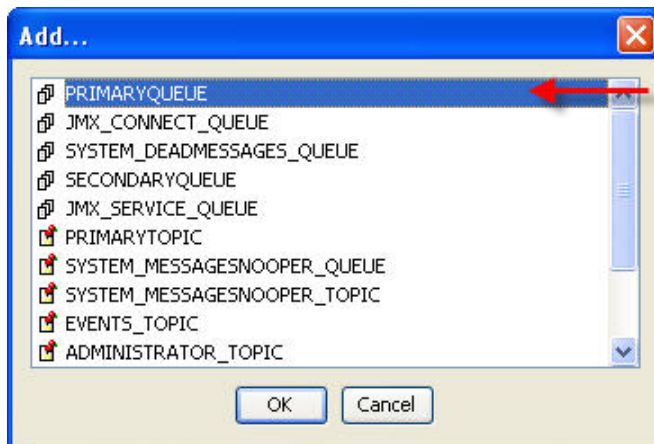 Add...
PRIMARYQUEUE
JMX_CONNECT_QUEUE
SYSTEM_DEADMESSAGES_QUEUE
SECONDARYQUEUE
JMX_SERVICE_QUEUE
PRIMARYTOPIC
SYSTEM_MESSAGESNOOPER_QUEUE
SYSTEM_MESSAGESNOOPER_TOPIC
EVENTS_TOPIC
ADMINISTRATOR_TOPIC
OK Cancel